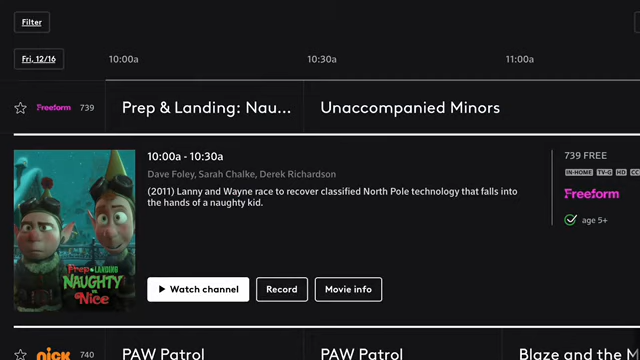 Filter
Fri, 12/16
10:00a
10:30a
11:00a
Freeform
739
Prep & Landing: Nau...
Unaccompanied Minors
10:00a - 10:30a
Dave Foley, Sarah Chalke, Derek Richardson
(2011) Lanny and Wayne race to recover classified North Pole technology that falls into
the hands of a naughty kid.
739 FREE
IN-HOME TV-G HD CC
Freeform
age 5+
Prep & LANDING
NAUGHTY
vs
Nice
Watch channel
Record
Movie info
nick
740
PAW Patrol
PAW Patrol
Blaze and the M